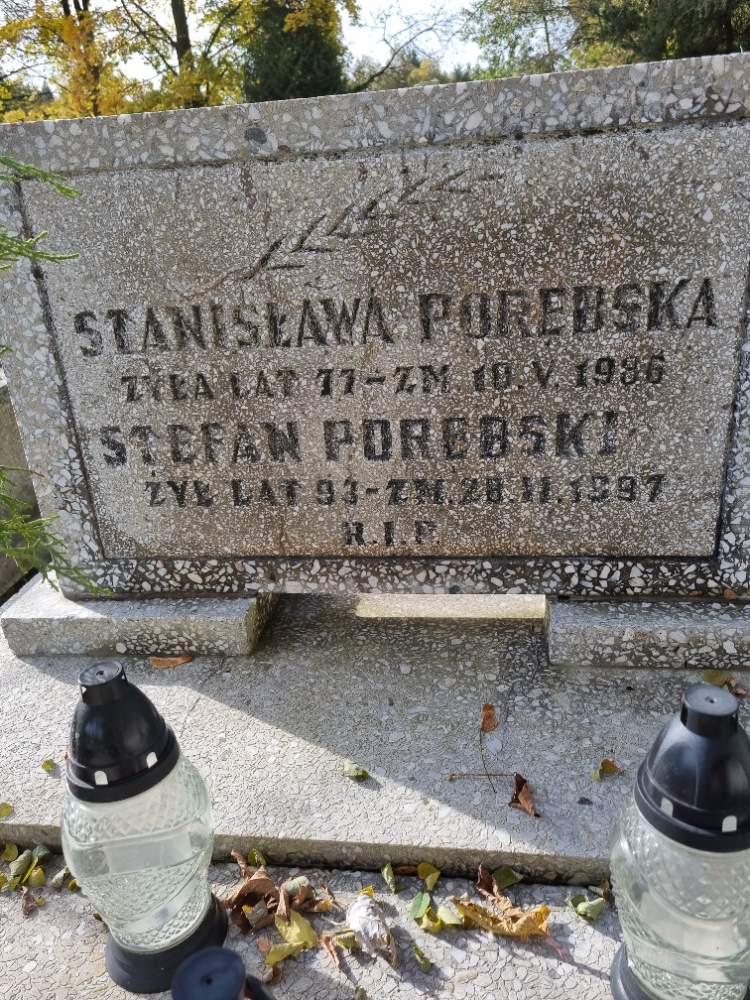 STANISŁAWA PORĘBSKA
ŻYŁA LAT 77-ZM 10.V.1986
STEFAN PORĘBSKI
ŻYŁ LAT 93-ZM.28.II.1997
R.I.P.